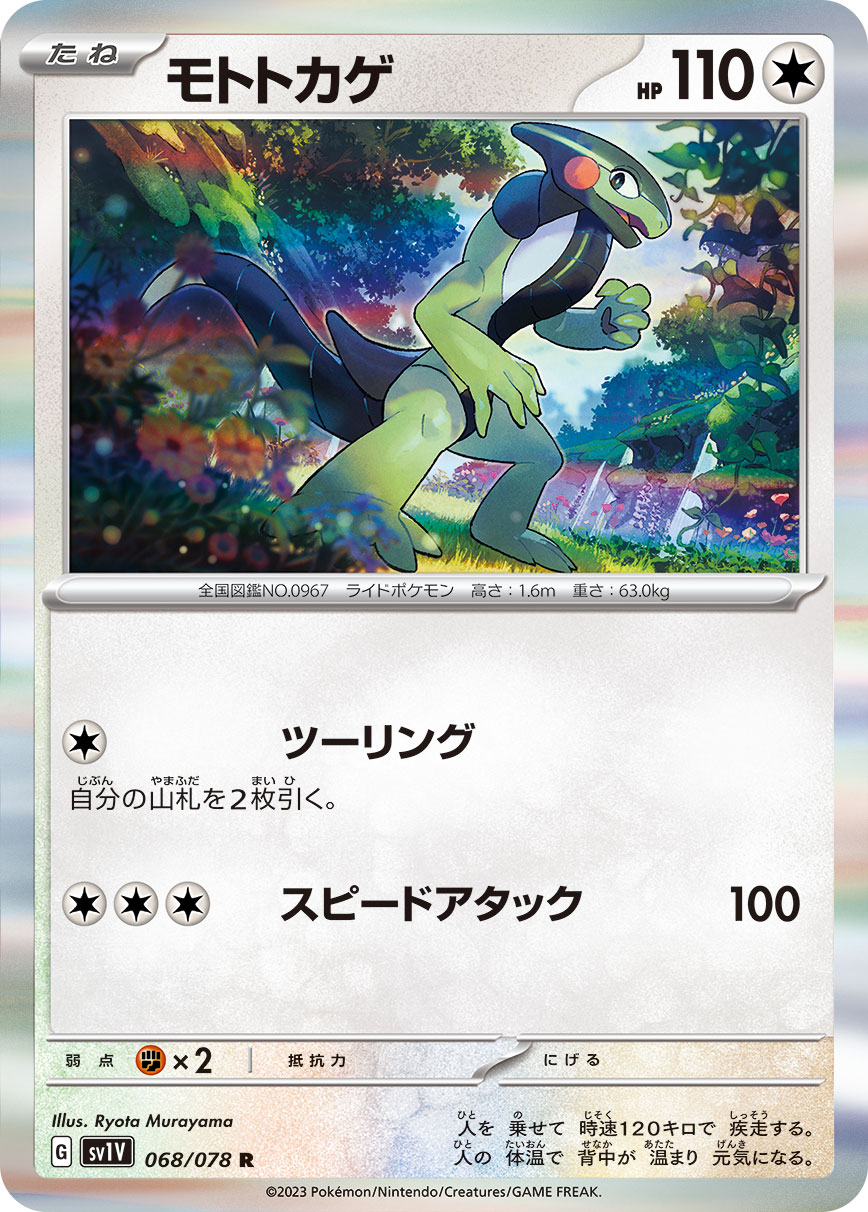 たね
モトトカゲ
HP 110
全国図鑑NO.0967 ライドポケモン 高さ：1.6m 重さ：63.0kg
ツーリング
じぶん やまふだ まい ひ
自分の山札を2枚引く。
スピードアタック 100
弱点 ×2 抵抗力 にげる
Illus. Ryota Murayama
G sv1V 068/078 R
ひと の じそく しっそう
人を 乗せて 時速120キロで 疾走する。
ひと たいおん せなか あたた げんき
人の 体温で 背中が 温まり 元気になる。
©2023 Pokémon/Nintendo/Creatures/GAME FREAK.